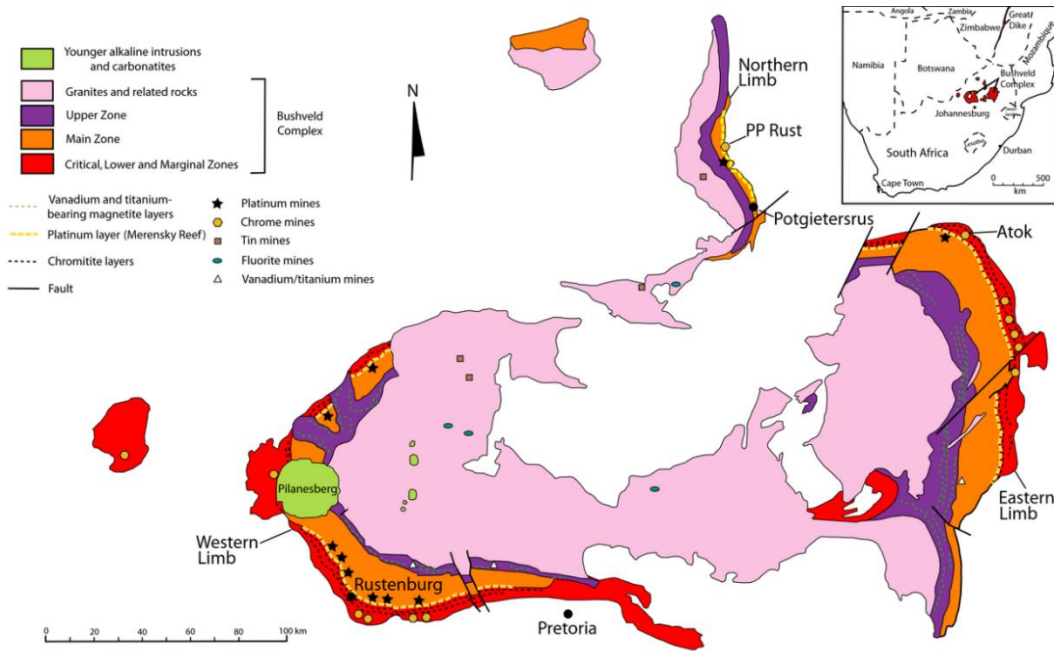 Younger alkaline intrusions
and carbonatites
Granites and related rocks
Upper Zone
Main Zone
Critical, Lower and Marginal Zones
Bushveld
Complex
Vanadium and titanium-
bearing magnetite layers
Platinum layer (Merensky Reef)
Chromitite layers
Fault
Platinum mines
Chrome mines
Tin mines
Fluorite mines
Vanadium/titanium mines
N
Northern
Limb
PP Rust
Potgietersrus
Atok
Eastern
Limb
Pilanesberg
Western
Limb
Rustenburg
Pretoria
0 20 40 60 80 100 km
Angola
Zambia
Zimbabwe
Great
Dike
Mozambique
Namibia
Botswana
Bushveld
Complex
Johannesburg
South Africa
Lesotho
Durban
Cape Town
0 500
km